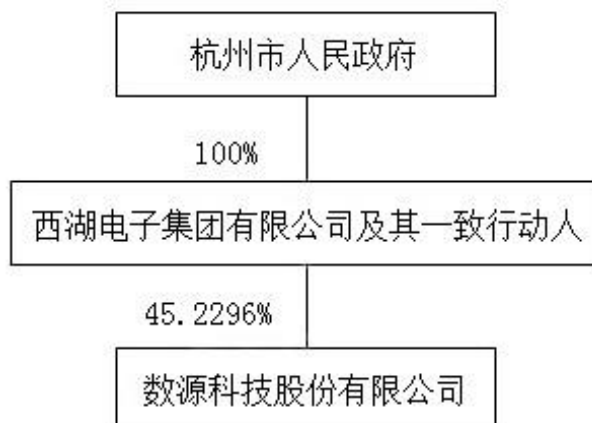 杭州市人民政府
100%
西湖电子集团有限公司及其一致行动人
45.2296%
数源科技股份有限公司